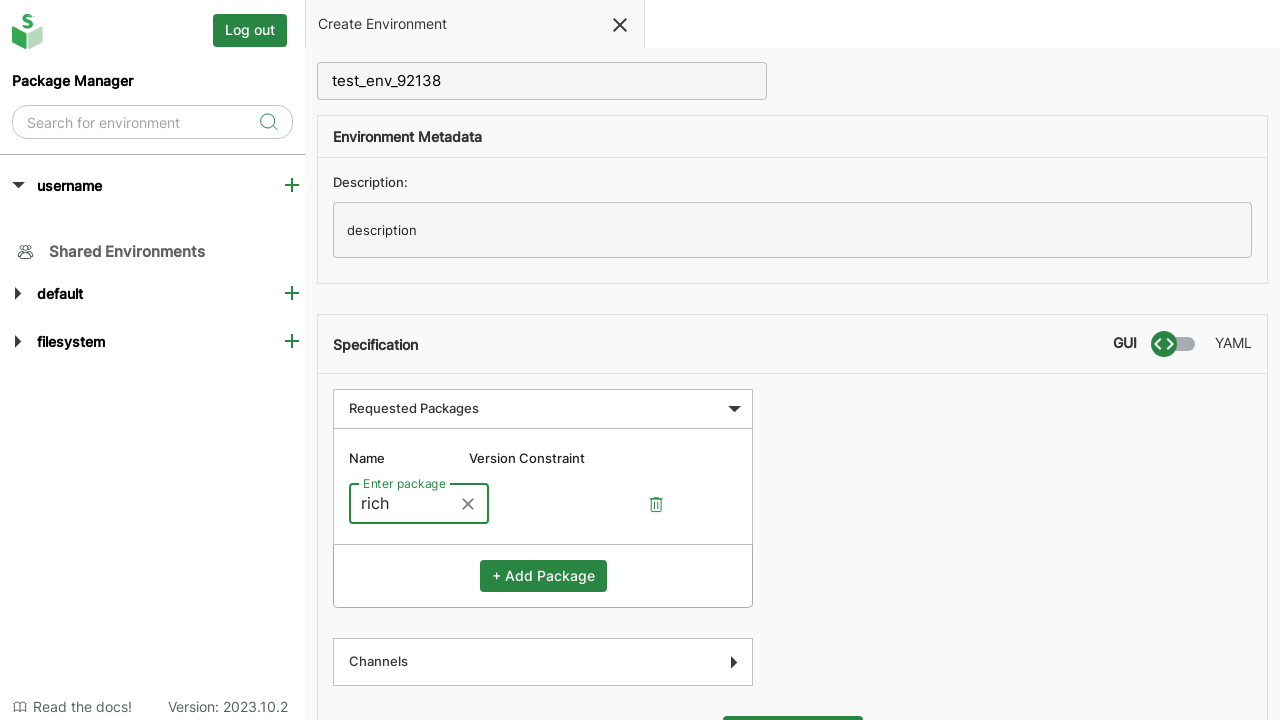 Log out
Package Manager
Search for environment
username
Shared Environments
default
filesystem
Read the docs!
Version: 2023.10.2
Create Environment
test_env_92138
Environment Metadata
Description:
description
Specification
GUI
YAML
Requested Packages
Name
Version Constraint
Enter package
rich
+ Add Package
Channels